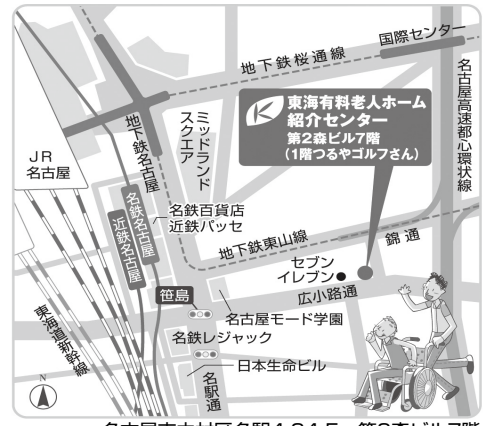 国際センター
地下鉄桜通線
名古屋高速都心環状線
東海有料老人ホーム
紹介センター
第2森ビル7階
(1階つるやゴルフさん)
ミッドランド
スクエア
地下鉄名古屋
JR
名古屋
名鉄名古屋
近鉄名古屋
名鉄百貨店
近鉄パッセ
地下鉄東山線
錦通
セブン
イレブン
広小路通
笹島
名古屋モード学園
名鉄レジャック
日本生命ビル
名駅通
東海道新幹線
N